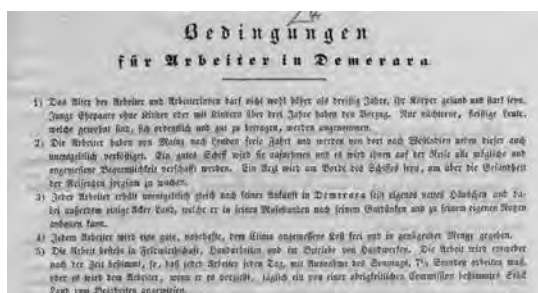 Bedingungen
für Arbeiter in Demerara
1) Das Alter der Arbeiter und Arbeiterinnen darf nicht wohl höher als dreißig Jahre, ihr Körper gesund und stark seyn.
Junge Ehepaare ohne Kinder oder mit Kindern über drei Jahre haben den Vorzug. Nur nüchterne, fleißige Leute,
welche gewohnt sind, sich ordentlich und gut zu betragen, werden angenommen.
2) Die Arbeiter haben von Mainz nach London freie Fahrt und werden von dort nach Westindien neben dieser auch
unentgeltlich verköstiget. Ein gutes Schiff wird sie aufnehmen und es wird ihnen auf der Reise alle mögliche und
angemessene Bequemlichkeit verschafft werden. Ein Arzt wird am Borde des Schiffes seyn, um über die Gesundheit
der Reisenden sorgsam zu wachen.
3) Jeder Arbeiter erhält unentgeltlich gleich nach seiner Ankunft in Demerara sein eigenes nettes Häuschen und da-
bei außerdem einige Acker Land, welche er in seinen Mußestunden nach seinem Gutdünken und zu seinem eigenen Nutzen
anbauen kann.
4) Jedem Arbeiter wird eine gute, nahrhafte, dem Clima angemessene Kost frei und in genügender Menge gegeben.
5) Die Arbeit besteht in Feldwirthschaft, Handarbeiten und im Betriebe von Handwerken. Die Arbeit wird entweder
nach der Zeit bestimmt, so, daß jeder Arbeiter jeden Tag, mit Ausnahme des Sonntags, 7½ Stunden arbeiten muß,
oder es wird dem Arbeiter, wenn er es vorzieht, täglich ein von einer obrigkeitlichen Commission bestimmtes Stück
Land zum Bearbeiten angewiesen.